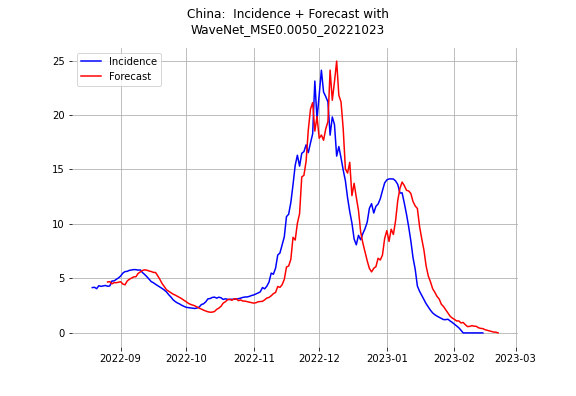 China:  Incidence + Forecast with
WaveNet_MSE0.0050_20221023
Incidence
Forecast
25
20
15
10
5
0
2022-09 2022-10 2022-11 2022-12 2023-01 2023-02 2023-03